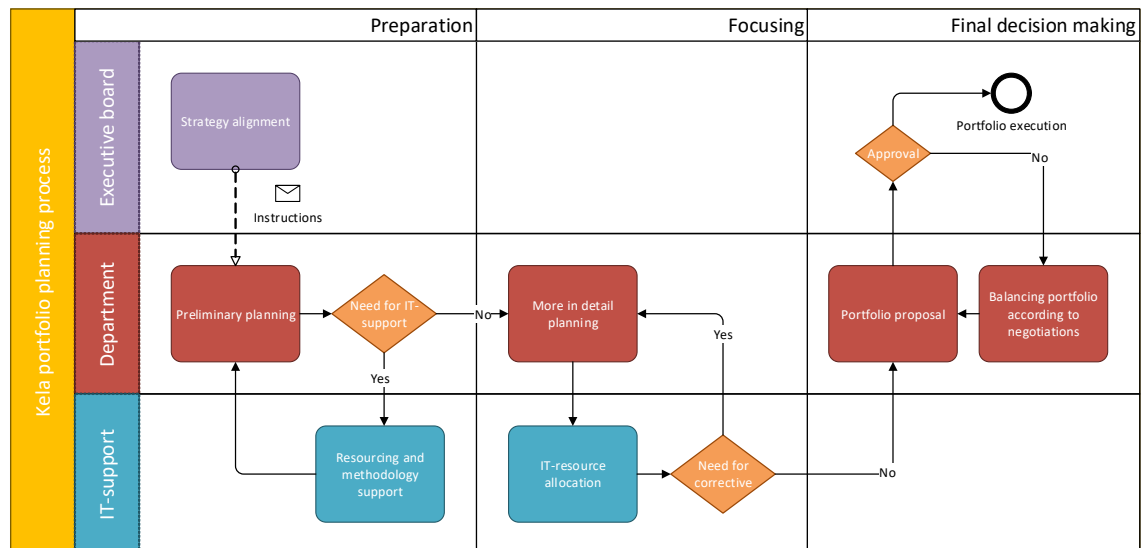 Kela portfolio planning process
Preparation
Focusing
Final decision making
Executive board
Strategy alignment
Instructions
Approval
Portfolio execution
No
Department
Preliminary planning
Need for IT-
support
No
Yes
More in detail
planning
Yes
Portfolio proposal
Balancing portfolio
according to
negotiations
IT-support
Resourcing and
methodology
support
IT-resource
allocation
Need for
corrective
No